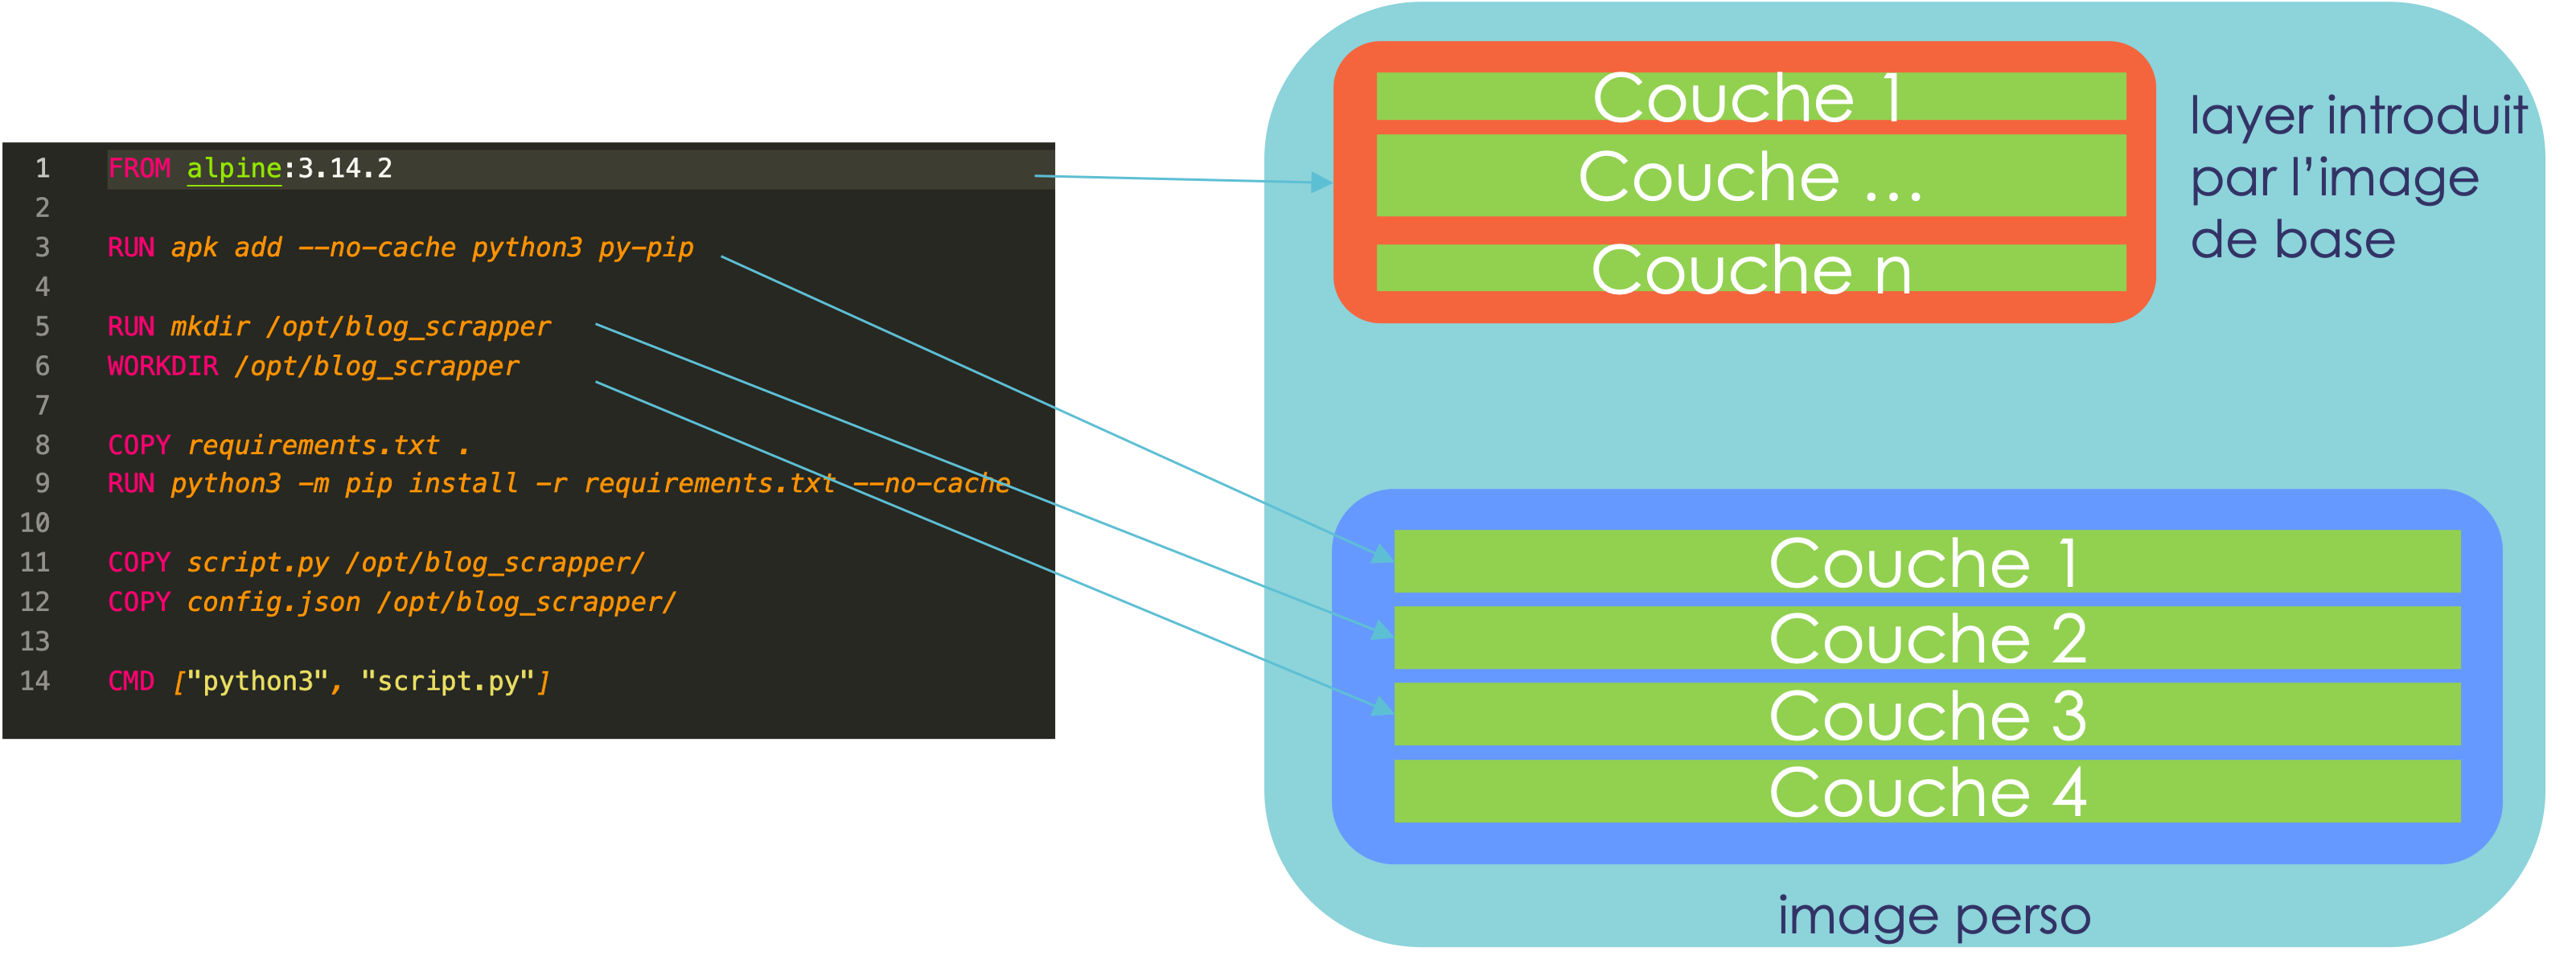 1 FROM alpine:3.14.2
2
3 RUN apk add --no-cache python3 py-pip
4
5 RUN mkdir /opt/blog_scrapper
6 WORKDIR /opt/blog_scrapper
7
8 COPY requirements.txt .
9 RUN python3 -m pip install -r requirements.txt --no-cache
10
11 COPY script.py /opt/blog_scrapper/
12 COPY config.json /opt/blog_scrapper/
13
14 CMD ["python3", "script.py"]
Couche 1
Couche ...
Couche n
layer introduit
par l’image
de base
Couche 1
Couche 2
Couche 3
Couche 4
image perso